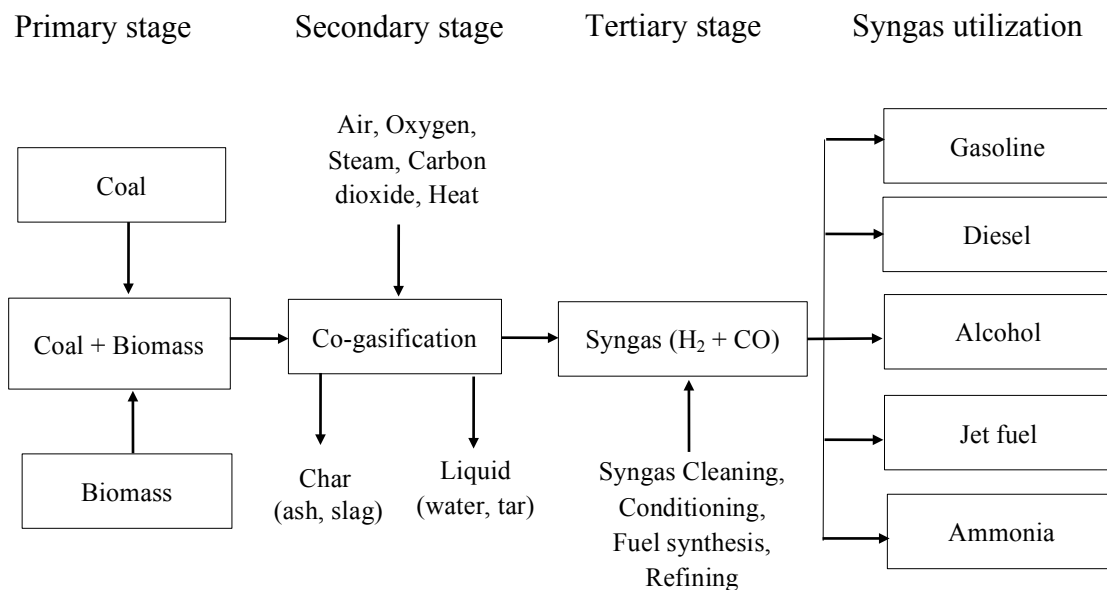 Primary stage
Secondary stage
Tertiary stage
Syngas utilization
Coal
Coal + Biomass
Biomass
Air, Oxygen,
Steam, Carbon
dioxide, Heat
Co-gasification
Char
(ash, slag)
Liquid
(water, tar)
Syngas (H₂ + CO)
Syngas Cleaning,
Conditioning,
Fuel synthesis,
Refining
Gasoline
Diesel
Alcohol
Jet fuel
Ammonia